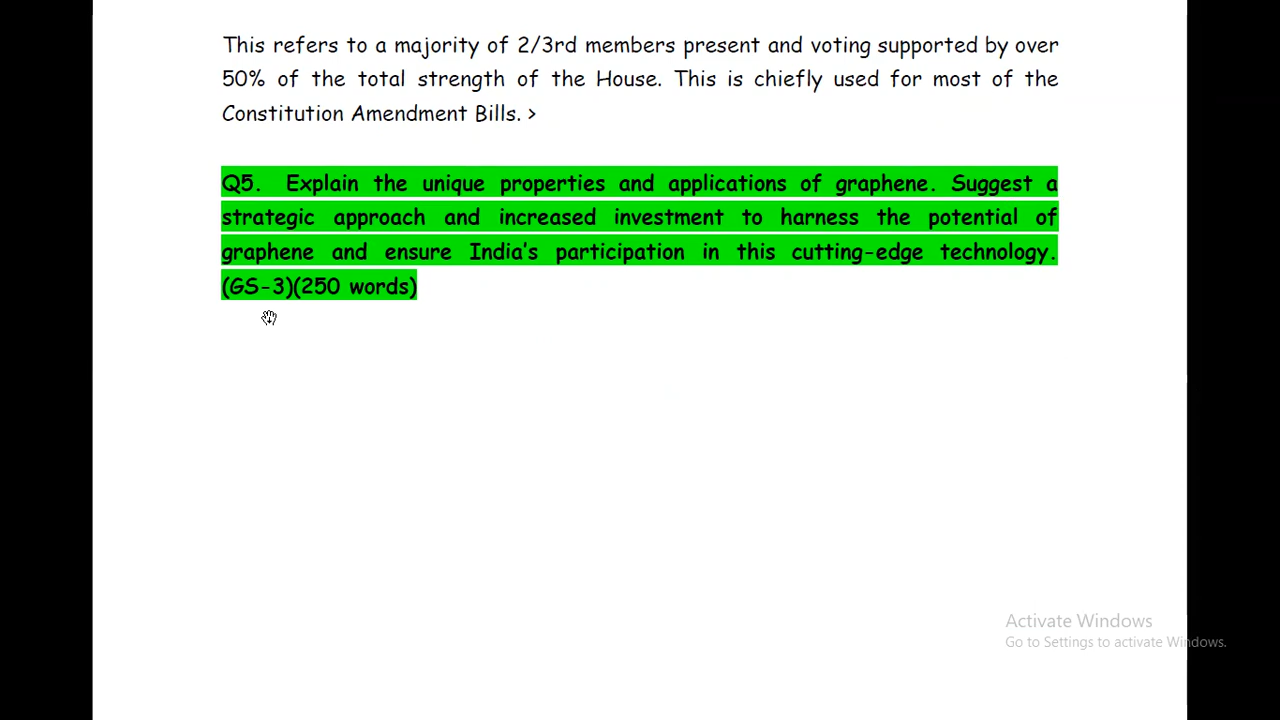 This refers to a majority of 2/3rd members present and voting supported by over
50% of the total strength of the House. This is chiefly used for most of the
Constitution Amendment Bills. >
Q5. Explain the unique properties and applications of graphene. Suggest a
strategic approach and increased investment to harness the potential of
graphene and ensure India's participation in this cutting-edge technology.
(GS-3)(250 words)
Activate Windows
Go to Settings to activate Windows.